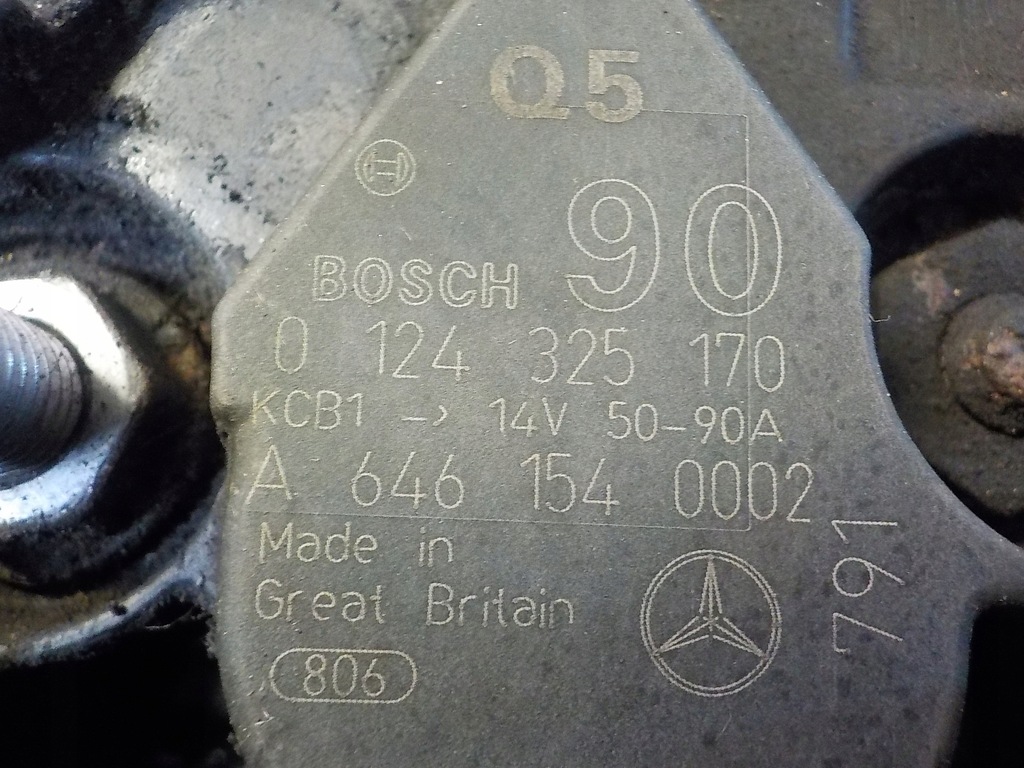 Q5
90
BOSCH
0 124 325 170
KCB1 -> 14V 50-90A
A 646 154 0002
Made in
Great Britain
806
791